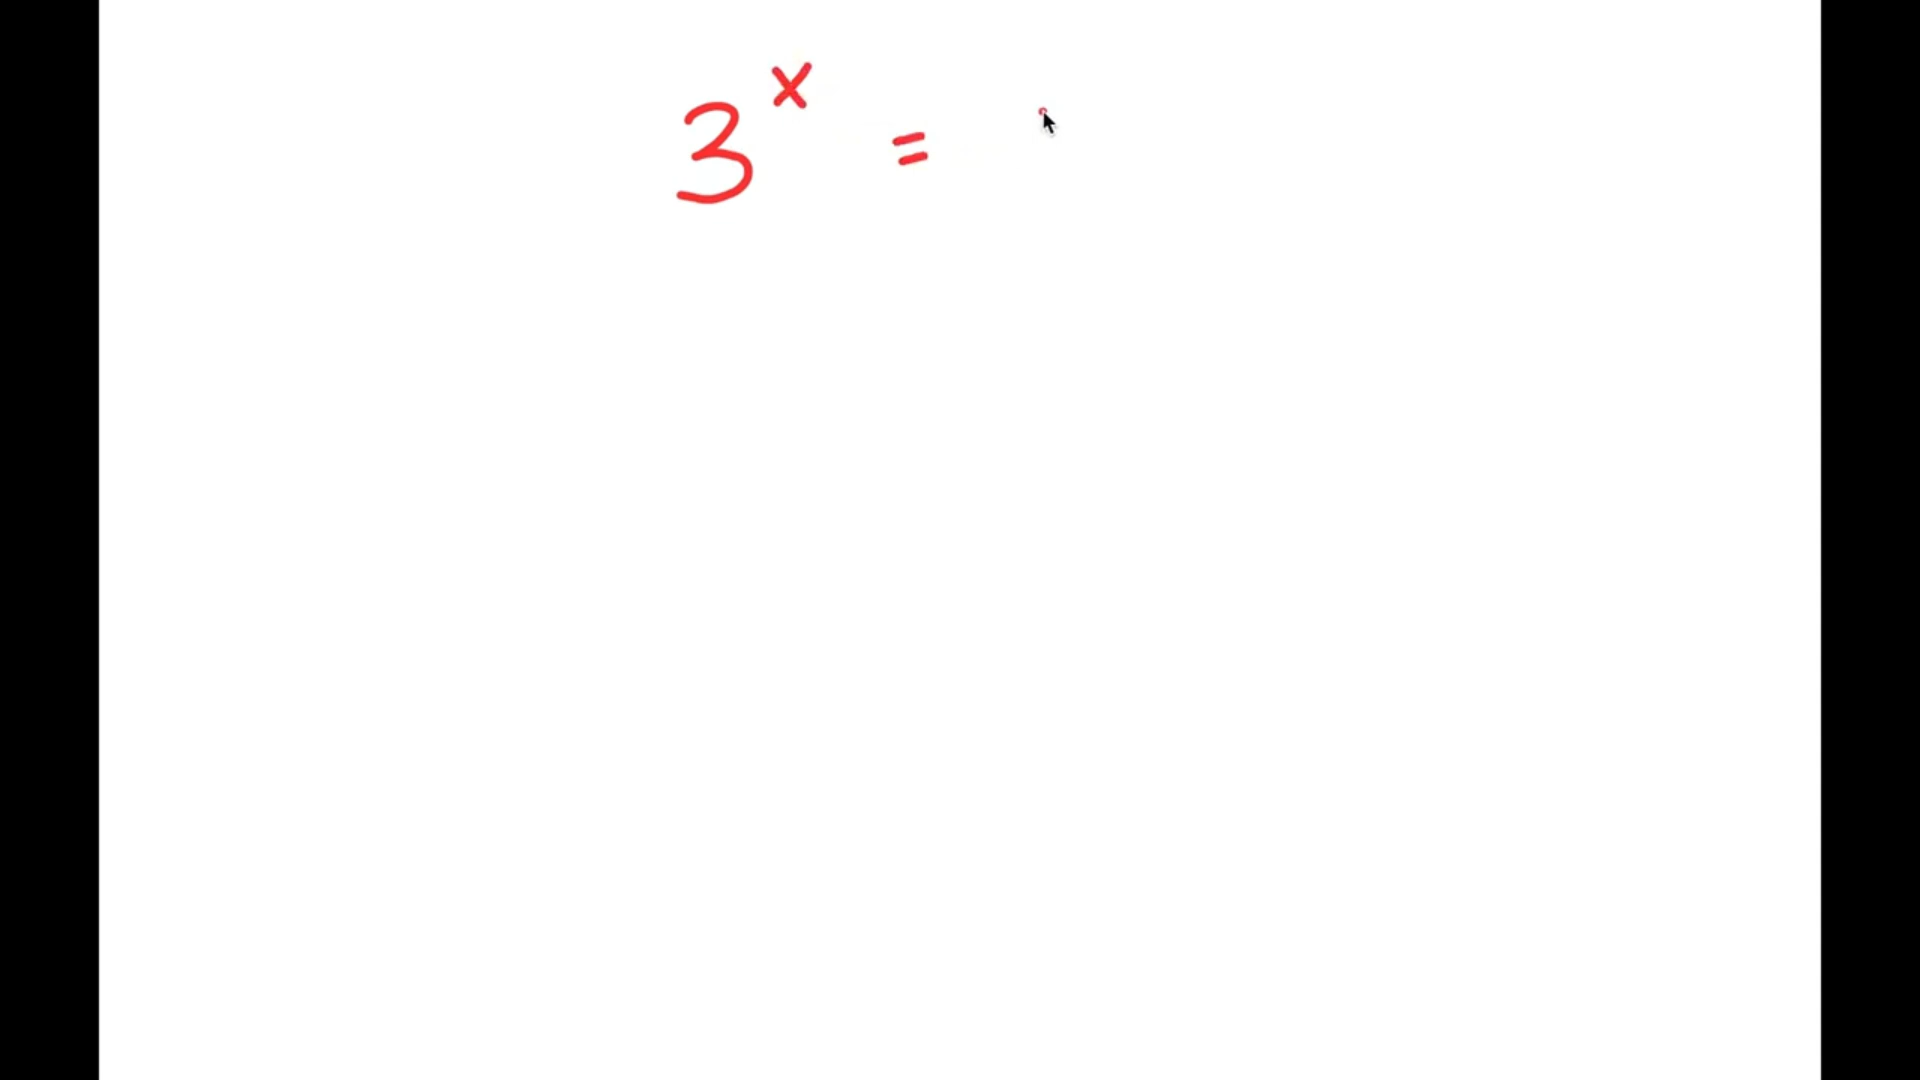 3^x =